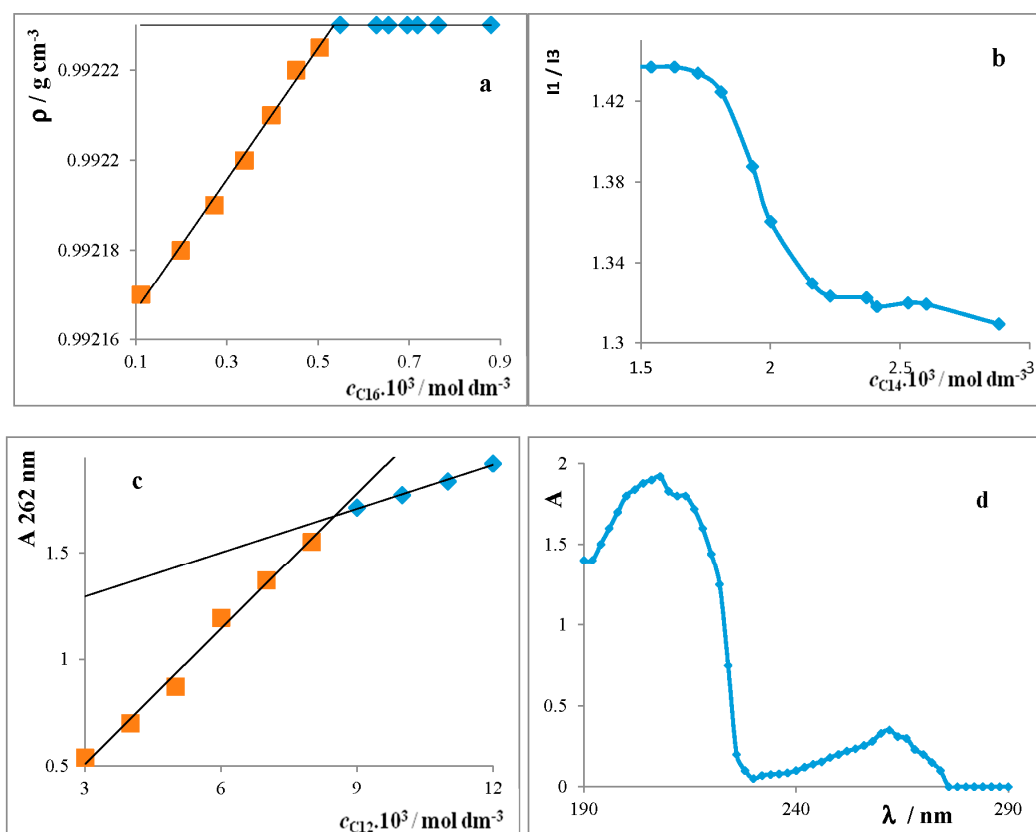 a
ρ / g cm-3
0.99222
0.9922
0.99218
0.99216
0.1
0.3
0.5
0.7
0.9
cC16.10³ / mol dm-3
b
I1 / I3
1.42
1.38
1.34
1.3
1.5
2
2.5
3
cC14.10³ / mol dm-3
c
A 262 nm
1.5
1
0.5
3
6
9
12
cC12.10³ / mol dm-3
d
A
2
1.5
1
0.5
0
190
240
290
λ / nm